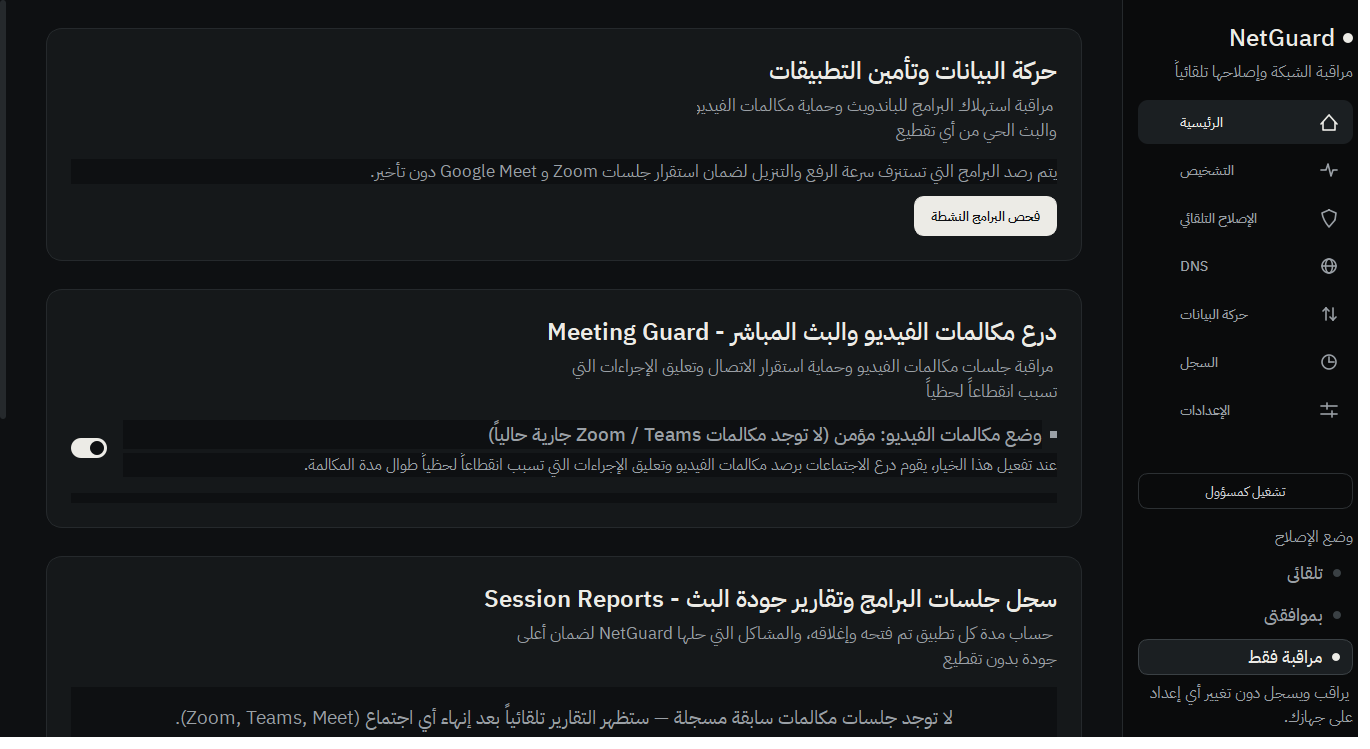 NetGuard
مراقبة الشبكة وإصلاحها تلقائياً
الرئيسية
التشخيص
الإصلاح التلقائي
DNS
حركة البيانات
السجل
الإعدادات
تشغيل كمسؤول
وضع الإصلاح
تلقائي
بموافقتي
مراقبة فقط
يراقب ويسجل دون تغيير أي إعداد
على جهازك.
حركة البيانات وتأمين التطبيقات
مراقبة استهلاك البرامج للباندويث وحماية مكالمات الفيديو
والبث الحي من أي تقطيع
يتم رصد البرامج التي تستنزف سرعة الرفع والتنزيل لضمان استقرار جلسات Zoom و Google Meet دون تأخير.
فحص البرامج النشطة
درع مكالمات الفيديو والبث المباشر - Meeting Guard
مراقبة جلسات مكالمات الفيديو وحماية استقرار الاتصال وتعليق الإجراءات التي
تسبب انقطاعاً لحظياً
وضع مكالمات الفيديو: مؤمن (لا توجد مكالمات Zoom / Teams جارية حالياً)
عند تفعيل هذا الخيار، يقوم درع الاجتماعات برصد مكالمات الفيديو وتعليق الإجراءات التي تسبب انقطاعاً لحظياً طوال مدة المكالمة.
سجل جلسات البرامج وتقارير جودة البث - Session Reports
حساب مدة كل تطبيق تم فتحه وإغلاقه، والمشاكل التي حلها NetGuard لضمان أعلى
جودة بدون تقطيع
لا توجد جلسات مكالمات سابقة مسجلة — ستظهر التقارير تلقائياً بعد إنهاء أي اجتماع (Zoom, Teams, Meet).